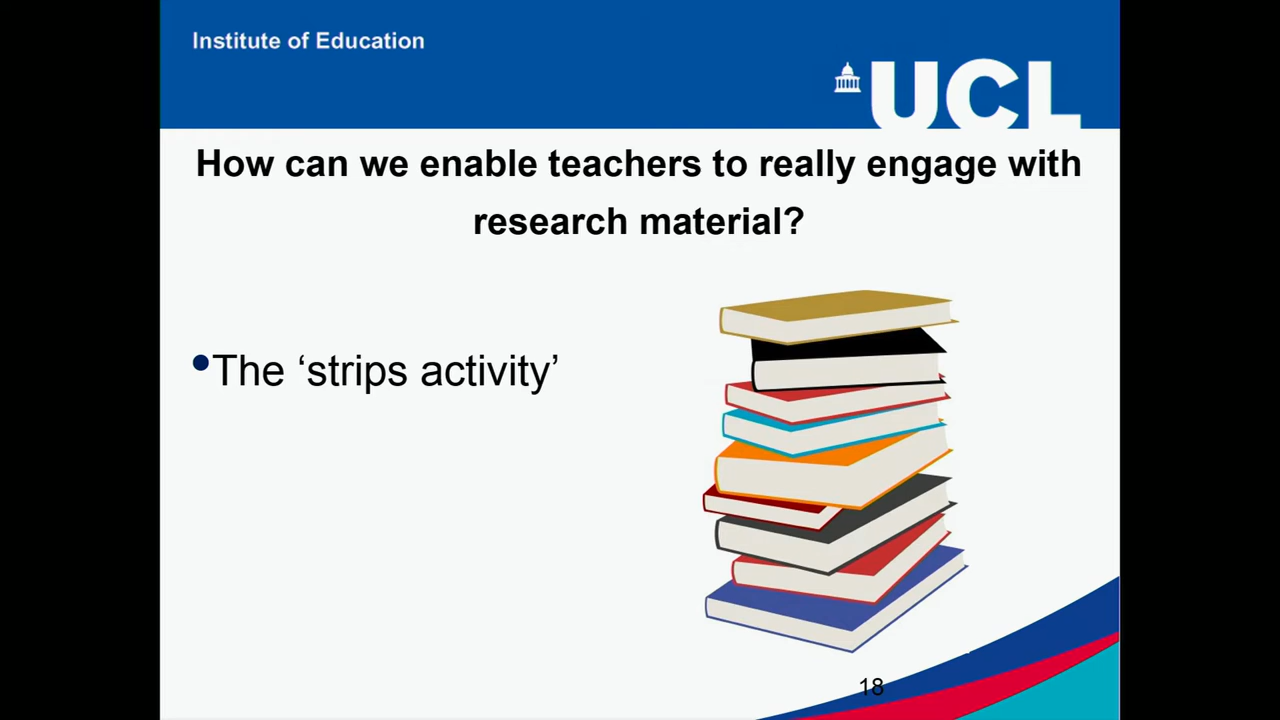 Institute of Education
UCL
How can we enable teachers to really engage with
research material?
•The ‘strips activity’
18